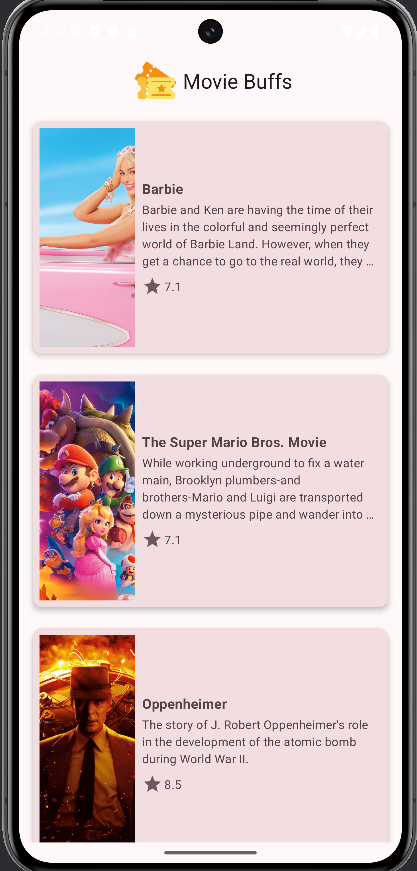 Movie Buffs
Barbie
Barbie and Ken are having the time of their
lives in the colorful and seemingly perfect
world of Barbie Land. However, when they
get a chance to go to the real world, they ...
7.1
The Super Mario Bros. Movie
While working underground to fix a water
main, Brooklyn plumbers-and
brothers-Mario and Luigi are transported
down a mysterious pipe and wander into ...
7.1
Oppenheimer
The story of J. Robert Oppenheimer's role
in the development of the atomic bomb
during World War II.
8.5